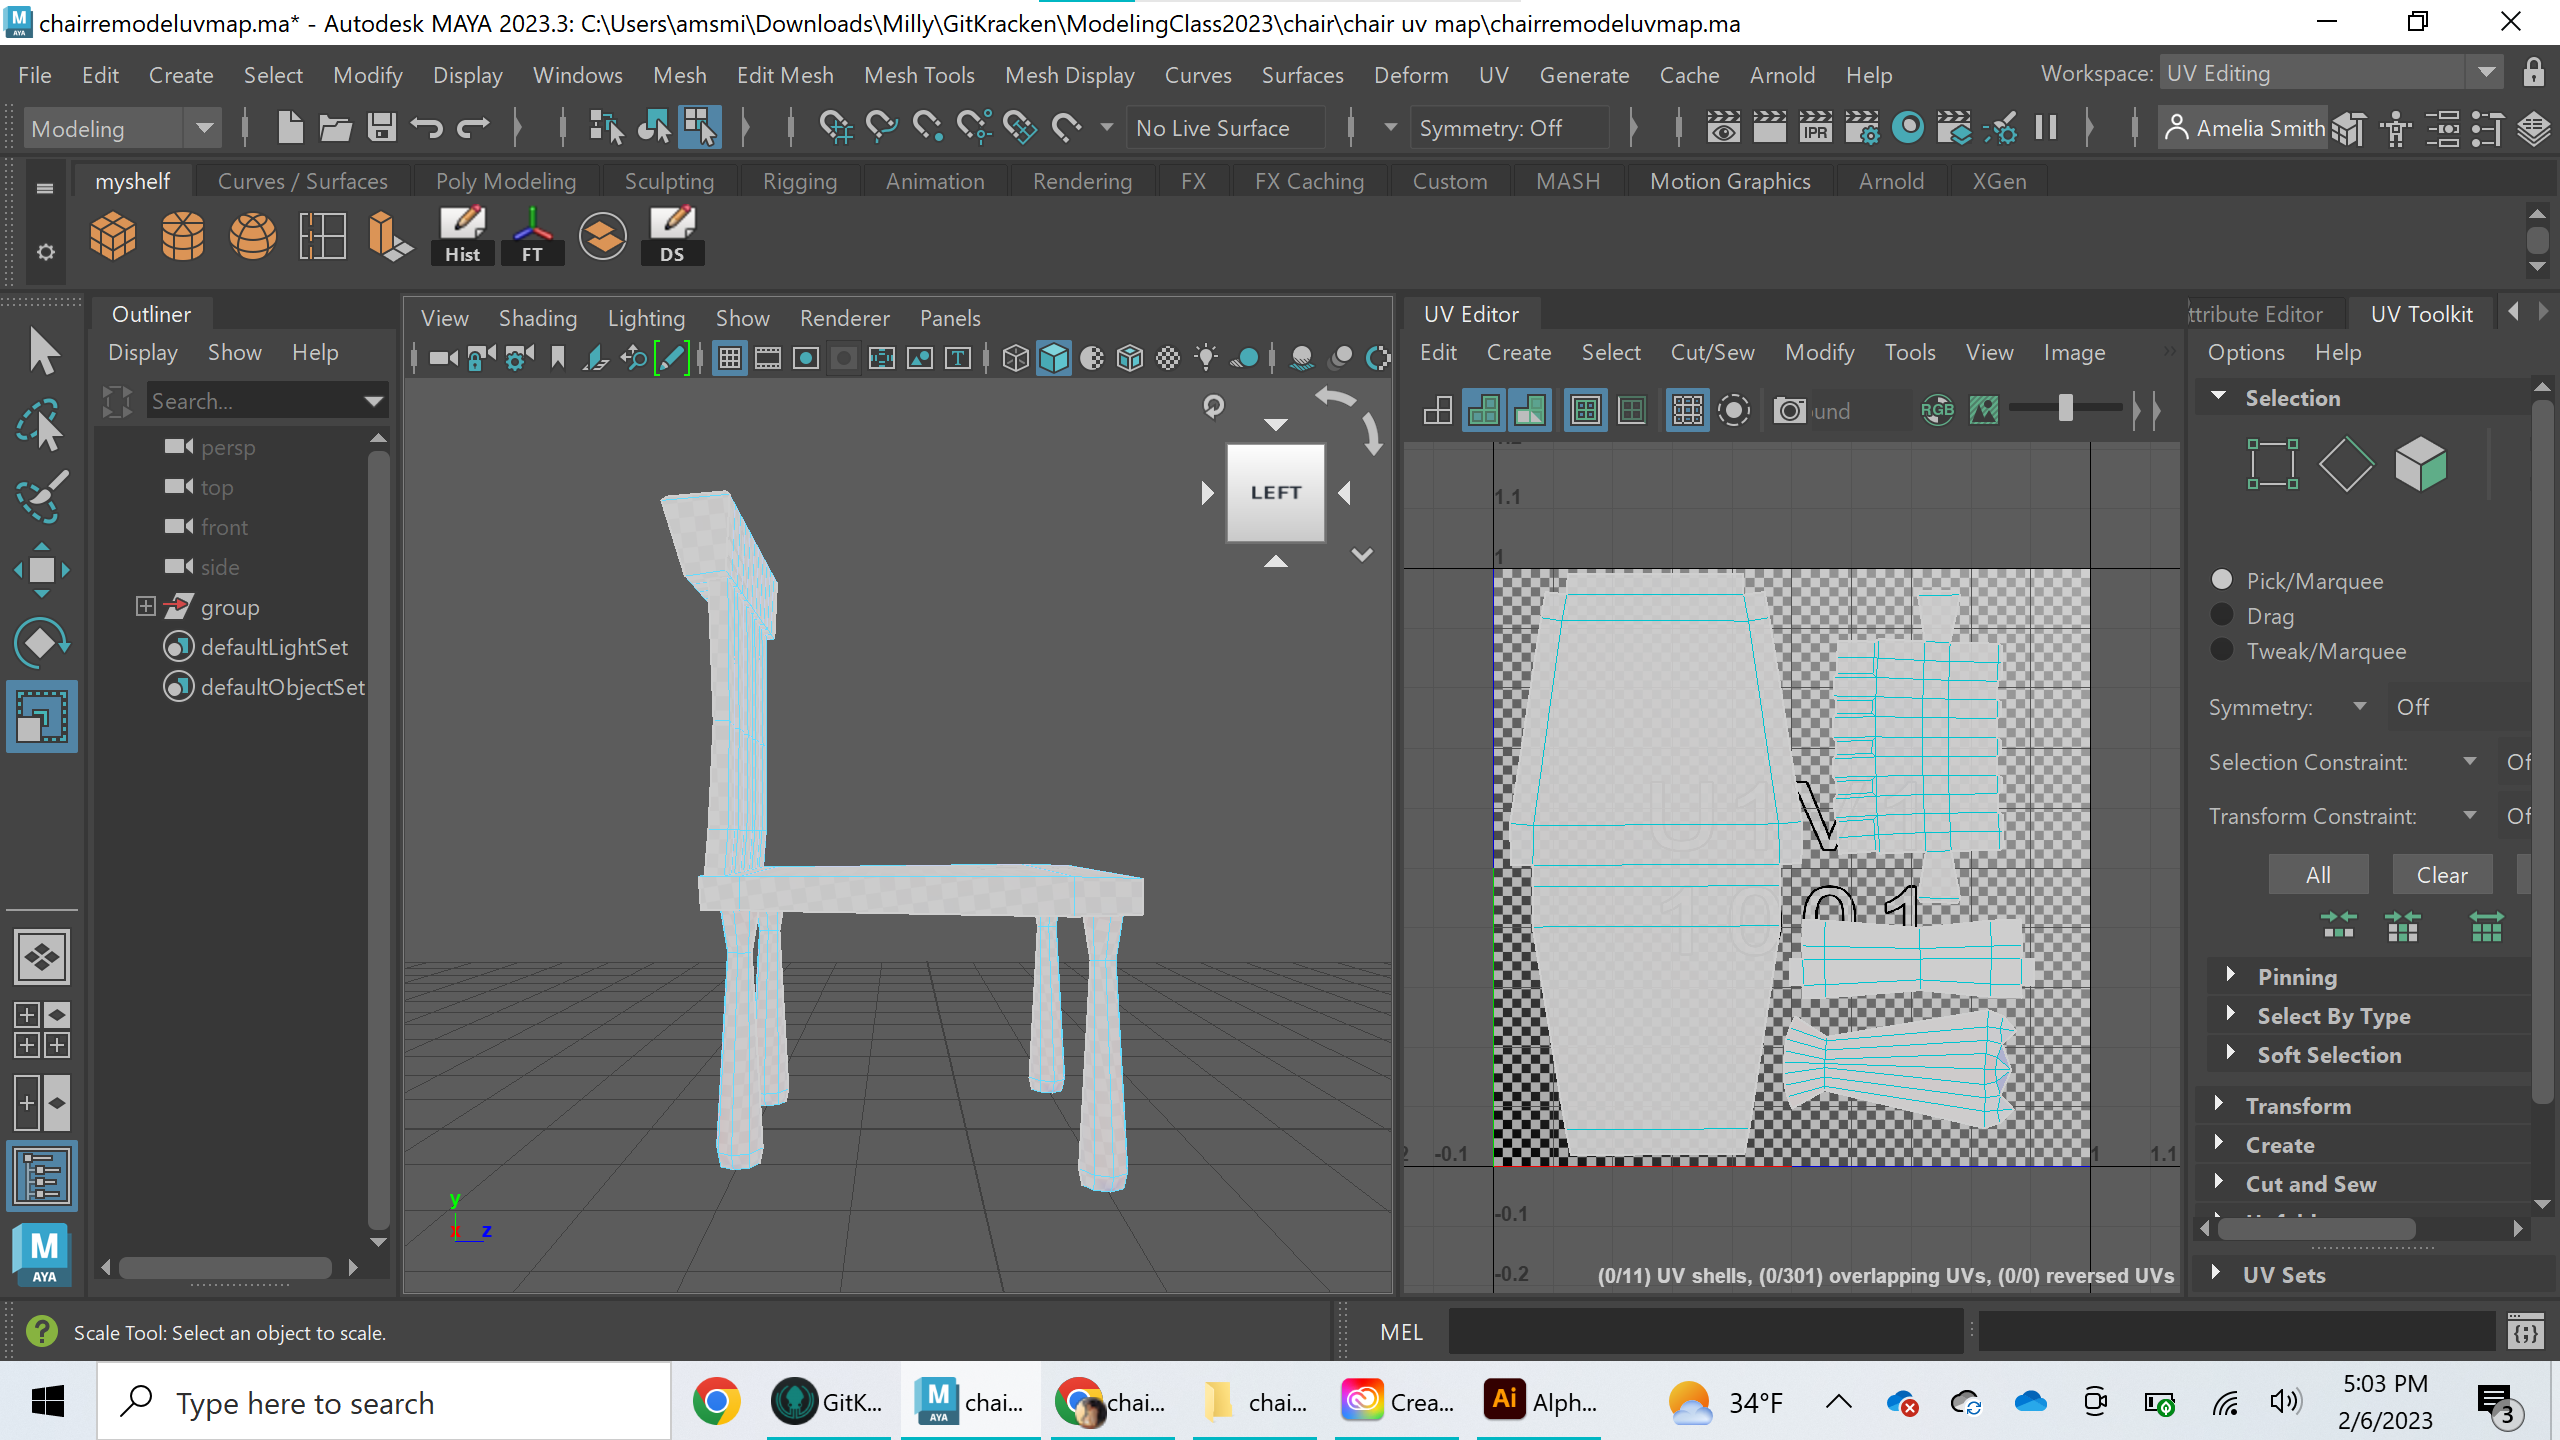 chairremodeluvmap.ma* - Autodesk MAYA 2023.3: C:\Users\amsmi\Downloads\Milly\GitKracken\ModelingClass2023\chair\chair uv map\chairremodeluvmap.ma
File Edit Create Select Modify Display Windows Mesh Edit Mesh Mesh Tools Mesh Display Curves Surfaces Deform UV Generate Cache Arnold Help Workspace: UV Editing
Modeling No Live Surface Symmetry: Off IPR Amelia Smith
myshelf Curves / Surfaces Poly Modeling Sculpting Rigging Animation Rendering FX FX Caching Custom MASH Motion Graphics Arnold XGen
Hist FT DS
Outliner
Display Show Help
Search...
persp
top
front
side
group
defaultLightSet
defaultObjectSet
View Shading Lighting Show Renderer Panels
LEFT
y
x z
UV Editor
Edit Create Select Cut/Sew Modify Tools View Image
und RGB
1.1
1
U1V1
1001
2 -0.1 1 1.1
-0.1
-0.2
(0/11) UV shells, (0/301) overlapping UVs, (0/0) reversed UVs
ttribute Editor UV Toolkit
Options Help
Selection
Pick/Marquee
Drag
Tweak/Marquee
Symmetry: Off
Selection Constraint: Of
Transform Constraint: Of
All Clear
Pinning
Select By Type
Soft Selection
Transform
Create
Cut and Sew
UV Sets
M
AYA
Scale Tool: Select an object to scale.
MEL
Type here to search
GitK... chai... chai... chai... Crea... Ai Alph... 34°F
5:03 PM
2/6/2023
3